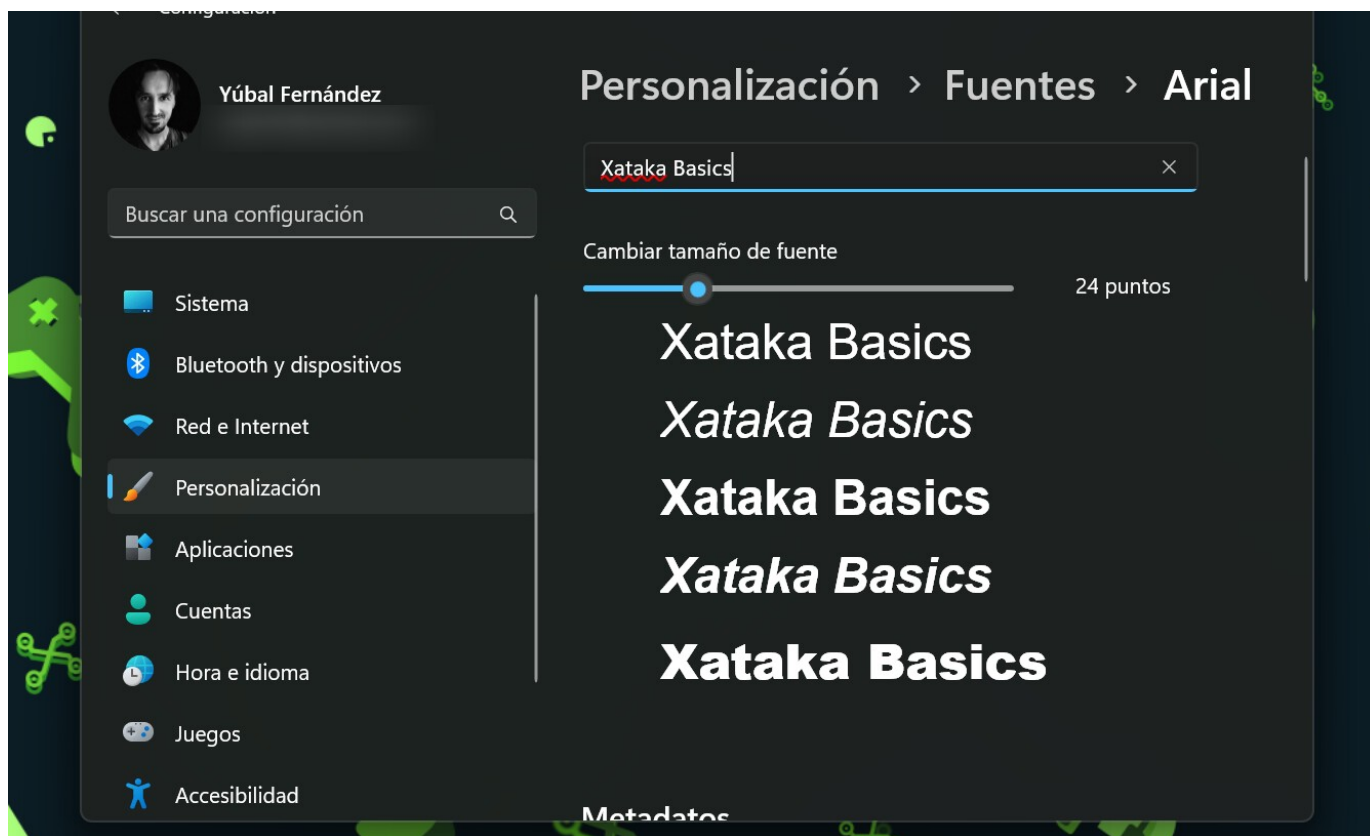 Configuración
Yúbal Fernández
Buscar una configuración
Sistema
Bluetooth y dispositivos
Red e Internet
Personalización
Aplicaciones
Cuentas
Hora e idioma
Juegos
Accesibilidad
Personalización > Fuentes > Arial
Xataka Basics
Cambiar tamaño de fuente
24 puntos
Xataka Basics
Xataka Basics
Xataka Basics
Xataka Basics
Xataka Basics
Metadatos